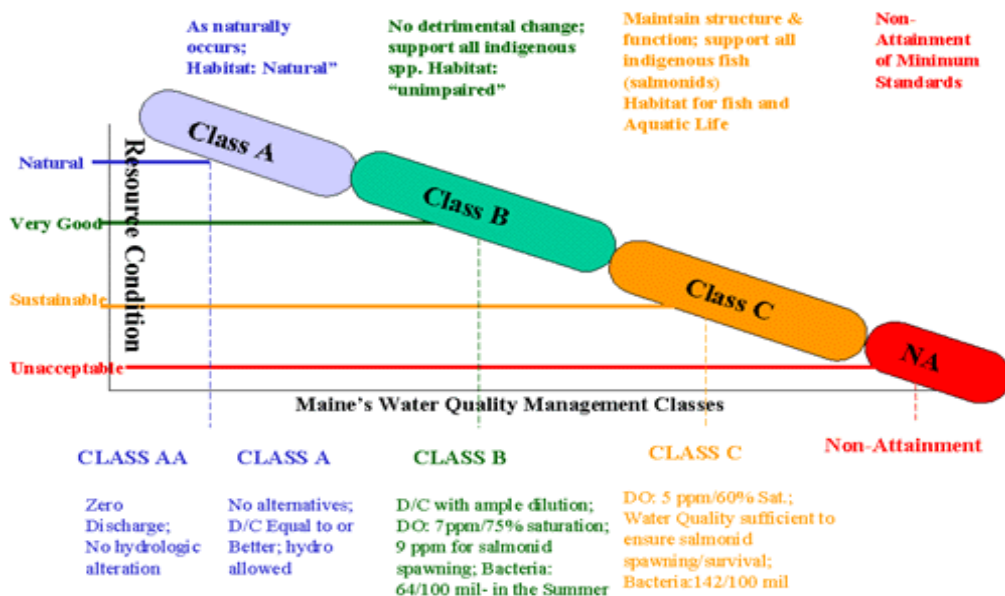 As naturally
occurs;
Habitat: Natural”
No detrimental change;
support all indigenous
spp. Habitat:
“unimpaired”
Maintain structure &
function; support all
indigenous fish
(salmonids)
Habitat for fish and
Aquatic Life
Non-
Attainment
of Minimum
Standards
Class A
Class B
Class C
NA
Resource Condition
Natural
Very Good
Sustainable
Unacceptable
Maine's Water Quality Management Classes
CLASS AA
Zero
Discharge;
No hydrologic
alteration
CLASS A
No alternatives;
D/C Equal to or
Better; hydro
allowed
CLASS B
D/C with ample dilution;
DO: 7ppm/75% saturation;
9 ppm for salmonid
spawning; Bacteria:
64/100 mil- in the Summer
CLASS C
DO: 5 ppm/60% Sat.;
Water Quality sufficient to
ensure salmonid
spawning/survival;
Bacteria:142/100 mil
Non-Attainment